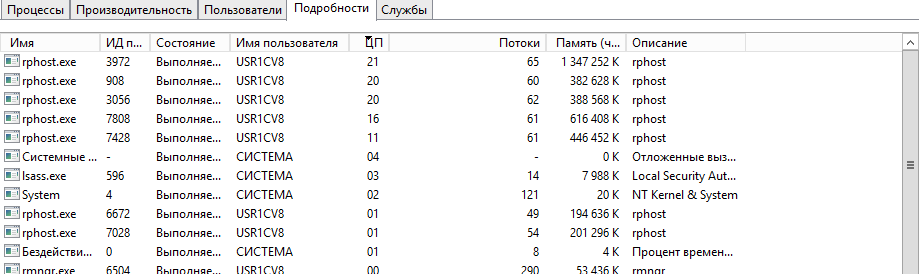 Процессы Производительность Пользователи Подробности Службы
Имя ИД п... Состояние Имя пользователя ЦП Потоки Память (ч... Описание
rphost.exe 3972 Выполняе... USR1CV8 21 65 1 347 252 К rphost
rphost.exe 908 Выполняе... USR1CV8 20 60 382 628 К rphost
rphost.exe 3056 Выполняе... USR1CV8 20 62 388 568 К rphost
rphost.exe 7808 Выполняе... USR1CV8 16 61 616 408 К rphost
rphost.exe 7428 Выполняе... USR1CV8 11 61 446 452 К rphost
Системные ... - Выполняе... СИСТЕМА 04 - 0 К Отложенные выз...
lsass.exe 596 Выполняе... СИСТЕМА 03 14 7 988 К Local Security Aut...
System 4 Выполняе... СИСТЕМА 02 121 20 К NT Kernel & System
rphost.exe 6672 Выполняе... USR1CV8 01 49 194 636 К rphost
rphost.exe 7028 Выполняе... USR1CV8 01 54 201 296 К rphost
Бездействи... 0 Выполняе... СИСТЕМА 01 8 4 К Процент времен...
rmngr.exe 6504 Выполняе... USR1CV8 00 290 53 436 К rmngr